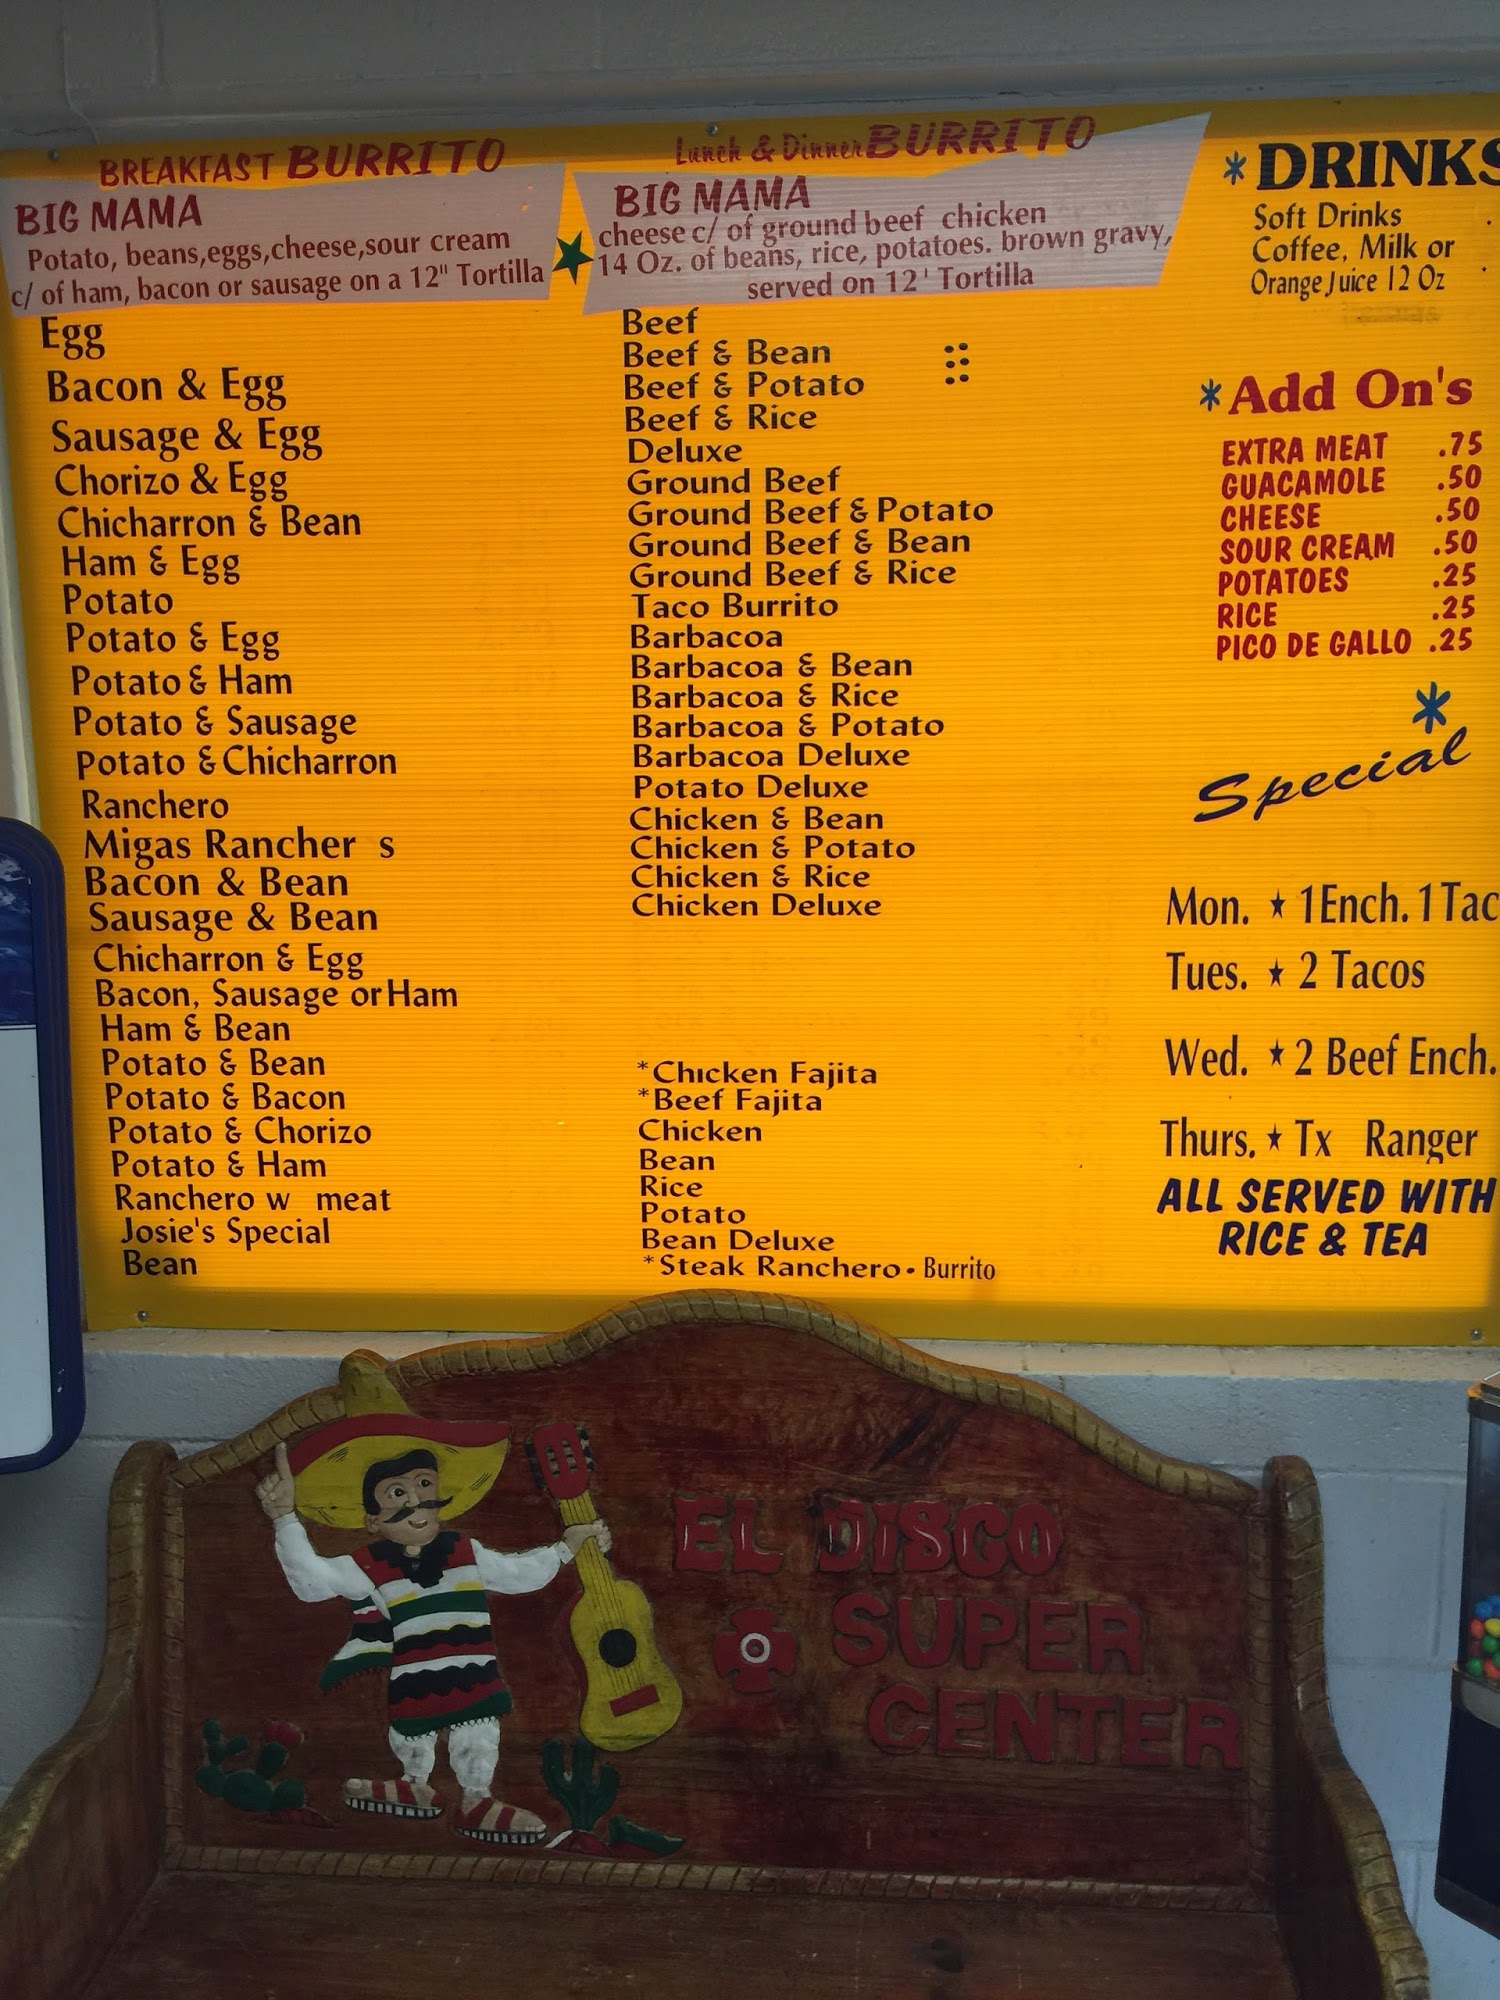 BREAKFAST BURRITO
BIG MAMA
Potato, beans,eggs,cheese,sour cream
c/ of ham, bacon or sausage on a 12" Tortilla
Egg
Bacon & Egg
Sausage & Egg
Chorizo & Egg
Chicharron & Bean
Ham & Egg
Potato
Potato & Egg
Potato & Ham
Potato & Sausage
Potato & Chicharron
Ranchero
Migas Rancher s
Bacon & Bean
Sausage & Bean
Chicharron & Egg
Bacon, Sausage or Ham
Ham & Bean
Potato & Bean
Potato & Bacon
Potato & Chorizo
Potato & Ham
Ranchero w meat
Josie's Special
Bean
Lunch & Dinner BURRITO
BIG MAMA
cheese c/ of ground beef chicken
14 Oz. of beans, rice, potatoes. brown gravy,
served on 12' Tortilla
Beef
Beef & Bean
Beef & Potato
Beef & Rice
Deluxe
Ground Beef
Ground Beef & Potato
Ground Beef & Bean
Ground Beef & Rice
Taco Burrito
Barbacoa
Barbacoa & Bean
Barbacoa & Rice
Barbacoa & Potato
Barbacoa Deluxe
Potato Deluxe
Chicken & Bean
Chicken & Potato
Chicken & Rice
Chicken Deluxe
*Chicken Fajita
*Beef Fajita
Chicken
Bean
Rice
Potato
Bean Deluxe
*Steak Ranchero • Burrito
*DRINKS
Soft Drinks
Coffee, Milk or
Orange Juice 12 Oz
*Add On's
EXTRA MEAT .75
GUACAMOLE .50
CHEESE .50
SOUR CREAM .50
POTATOES .25
RICE .25
PICO DE GALLO .25
*
Special
Mon. ★ 1 Ench. 1 Tac
Tues. ★ 2 Tacos
Wed. ★ 2 Beef Ench.
Thurs. ★ Tx Ranger
ALL SERVED WITH
RICE & TEA
EL DISCO
SUPER
CENTER